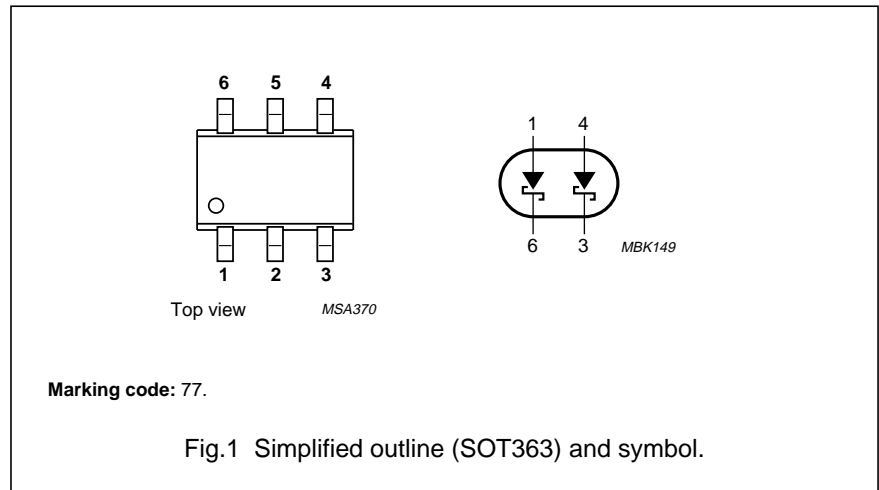 6 5 4
1 2 3
Top view MSA370
1 4
6 3 MBK149
Marking code: 77.
Fig.1 Simplified outline (SOT363) and symbol.